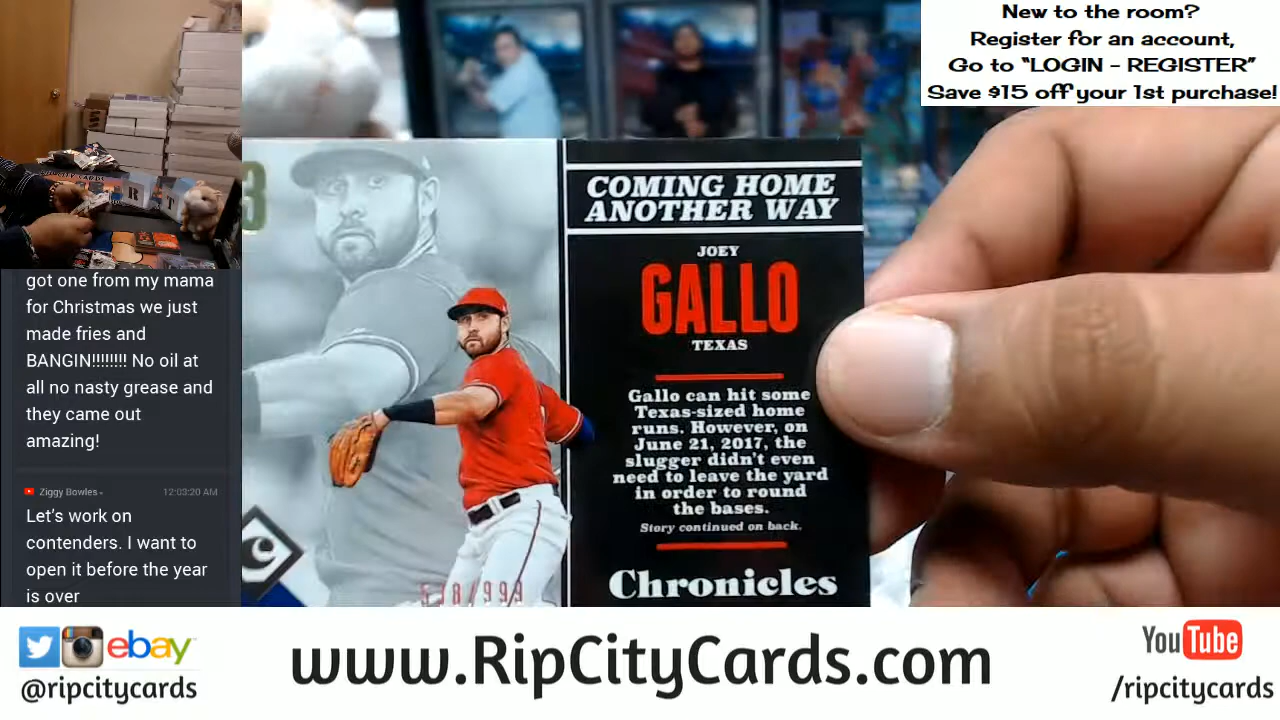 New to the room?
Register for an account,
Go to “LOGIN - REGISTER”
Save $15 off your 1st purchase!
got one from my mama
for Christmas we just
made fries and
BANGIN!!!!!!!! No oil at
all no nasty grease and
they came out
amazing!
Ziggy Bowles
12:03:20 AM
Let's work on
contenders. I want to
open it before the year
is over
3
COMING HOME
ANOTHER WAY
JOEY
GALLO
TEXAS
Gallo can hit some
Texas-sized home
runs. However, on
June 21, 2017, the
slugger didn't even
need to leave the yard
in order to round
the bases.
Story continued on back.
Chronicles
R T
ebay
@ripcitycards
www.RipCityCards.com
YouTube
/ripcitycards